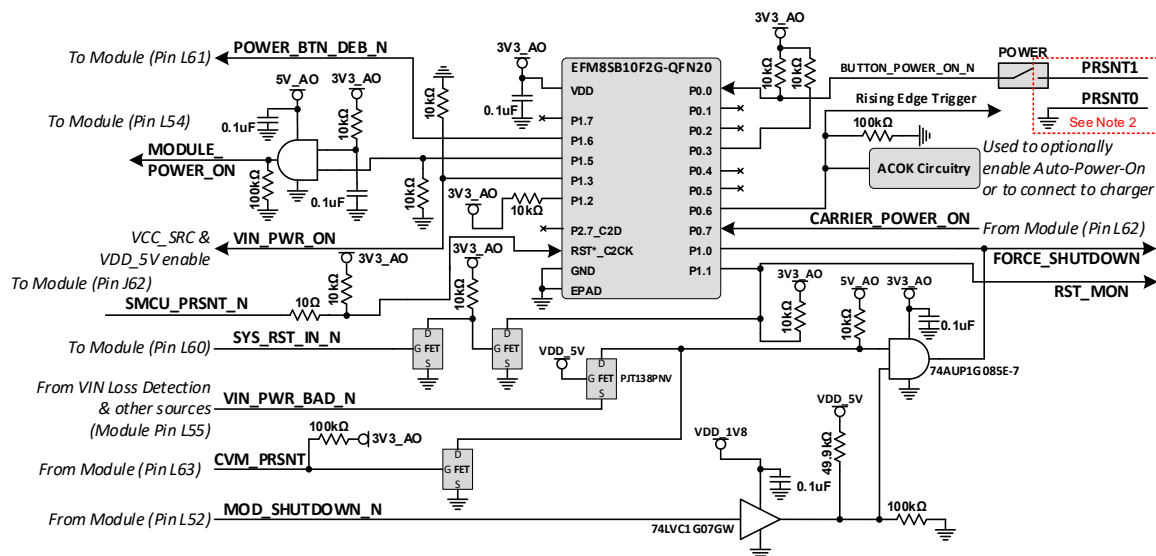 To Module (Pin L61)
POWER_BTN_DEB_N
5V_AO
3V3_AO
0.1uF
10kΩ
To Module (Pin L54)
MODULE_
POWER_ON
100kΩ
0.1uF
10kΩ
10kΩ
3V3_AO
0.1uF
3V3_AO
10kΩ
VCC_SRC &
VDD_5V enable
VIN_PWR_ON
3V3_AO
10kΩ
3V3_AO
10kΩ
To Module (Pin J62)
SMCU_PRSNT_N
10Ω
To Module (Pin L60)
SYS_RST_IN_N
D
G FET
S
D
G FET
S
EFM8SB10F2G-QFN20
VDD
P1.7
P1.6
P1.5
P1.3
P1.2
P2.7_C2D
RST*_C2CK
GND
EPAD
P0.0
P0.1
P0.2
P0.3
P0.4
P0.5
P0.6
P0.7
P1.0
P1.1
3V3_AO
10kΩ
10kΩ
BUTTON_POWER_ON_N
POWER
PRSNT1
PRSNT0
See Note 2
Rising Edge Trigger
100kΩ
ACOK Circuitry
Used to optionally
enable Auto-Power-On
or to connect to charger
CARRIER_POWER_ON
From Module (Pin L62)
FORCE_SHUTDOWN
RST_MON
3V3_AO
10kΩ
5V_AO
10kΩ
3V3_AO
0.1uF
74AUP1G085E-7
VDD_5V
D
G FET
S
PJT138PNV
From VIN Loss Detection
& other sources
(Module Pin L55)
VIN_PWR_BAD_N
100kΩ
3V3_AO
From Module (Pin L63)
CVM_PRSNT
D
G FET
S
VDD_1V8
0.1uF
VDD_5V
49.9kΩ
From Module (Pin L52)
MOD_SHUTDOWN_N
74LVC1G07GW
100kΩ